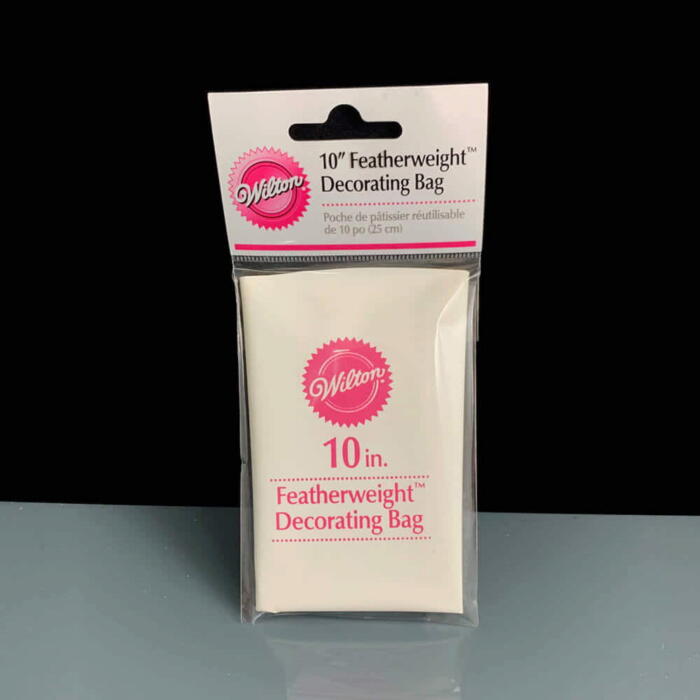 Wilton
10" Featherweight™
Decorating Bag
Poche de pâtissier réutilisable
de 10 po (25 cm)
Wilton
10 in.
Featherweight™
Decorating Bag